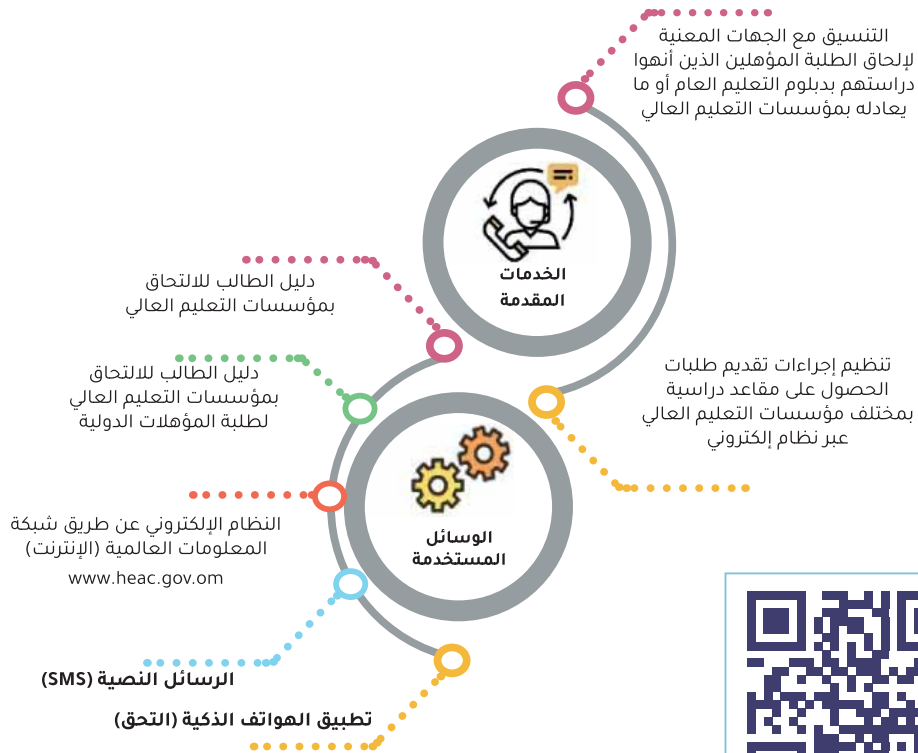 التنسيق مع الجهات المعنية
لإلحاق الطلبة المؤهلين الذين أنهوا
دراستهم بدبلوم التعليم العام أو ما
يعادله بمؤسسات التعليم العالي
الخدمات
المقدمة
تنظيم إجراءات تقديم طلبات
الحصول على مقاعد دراسية
بمختلف مؤسسات التعليم العالي
عبر نظام إلكتروني
دليل الطالب للالتحاق
بمؤسسات التعليم العالي
دليل الطالب للالتحاق
بمؤسسات التعليم العالي
لطلبة المؤهلات الدولية
الوسائل
المستخدمة
النظام الإلكتروني عن طريق شبكة
المعلومات العالمية (الإنترنت)
www.heac.gov.om
الرسائل النصية (SMS)
تطبيق الهواتف الذكية (التحق)